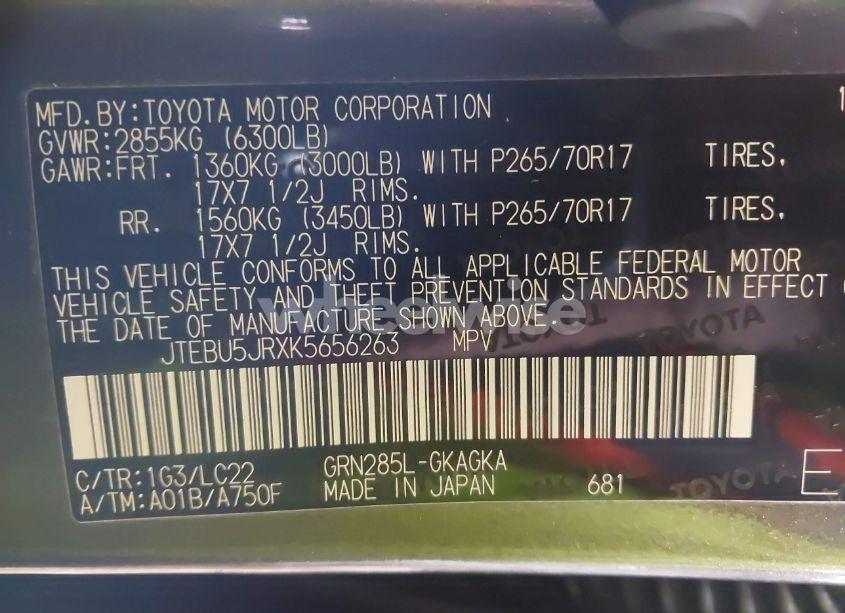 MFD.BY:TOYOTA MOTOR CORPORATION
GVWR:2855KG (6300LB)
GAWR:FRT. 1360KG (3000LB) WITH P265/70R17 TIRES,
17X7 1/2J RIMS.
RR. 1560KG (3450LB) WITH P265/70R17 TIRES,
17X7 1/2J RIMS.
THIS VEHICLE CONFORMS TO ALL APPLICABLE FEDERAL MOTOR
VEHICLE SAFETY AND THEFT PREVENTION STANDARDS IN EFFECT
THE DATE OF MANUFACTURE SHOWN ABOVE.
wheelwise
TOYOTA
JTEBU5JRXK5656263 MPV
C/TR:1G3/LC22 GRN285L-GKAGKA
A/TM:A01B/A750F MADE IN JAPAN 681
TOYOTA
E